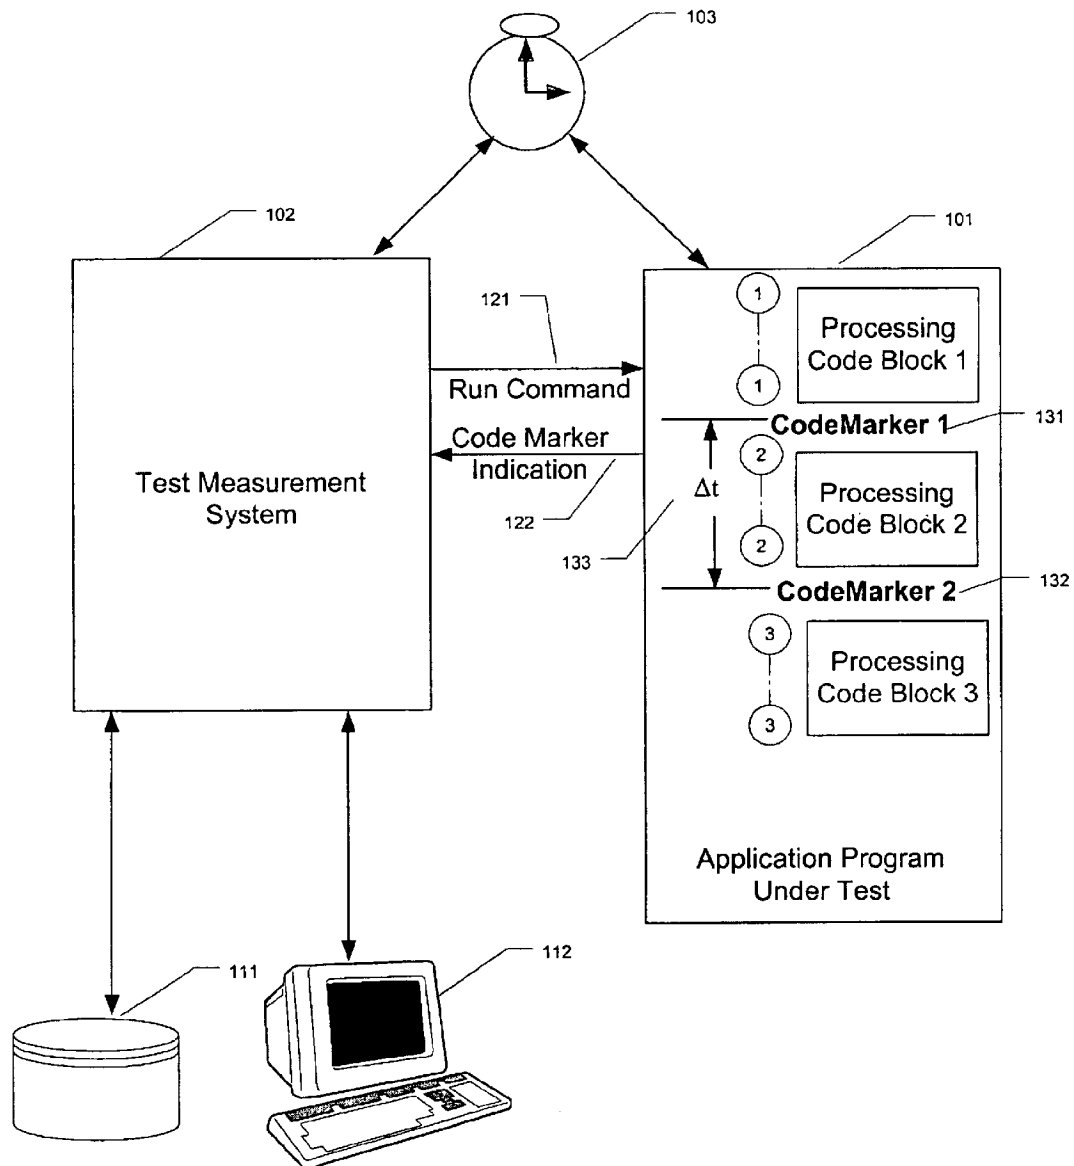 103
102
101
121
1
Processing
Code Block 1
1
Run Command
CodeMarker 1
131
Code Marker
Indication
2
Δt
Processing
Code Block 2
Test Measurement
System
122
133
2
CodeMarker 2
132
3
Processing
Code Block 3
3
Application Program
Under Test
111
112